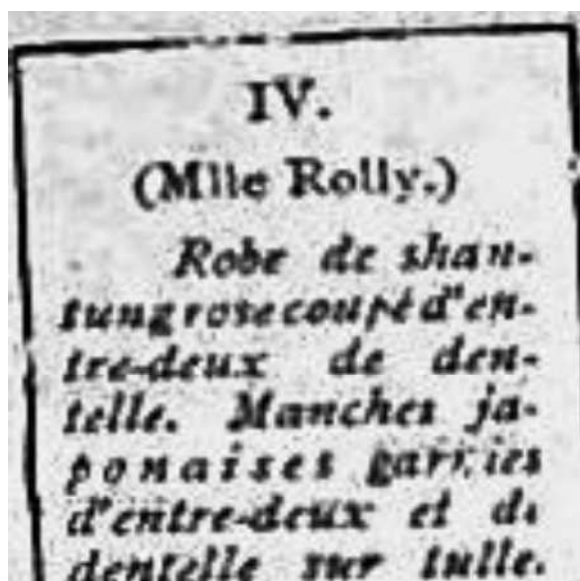 IV.
(Mlle Rolly.)
Robe de shan-
tung rose coupé d'en-
tre-deux de den-
telle. Manches ja-
ponaises garnies
d'entre-deux et de
dentelle sur tulle.